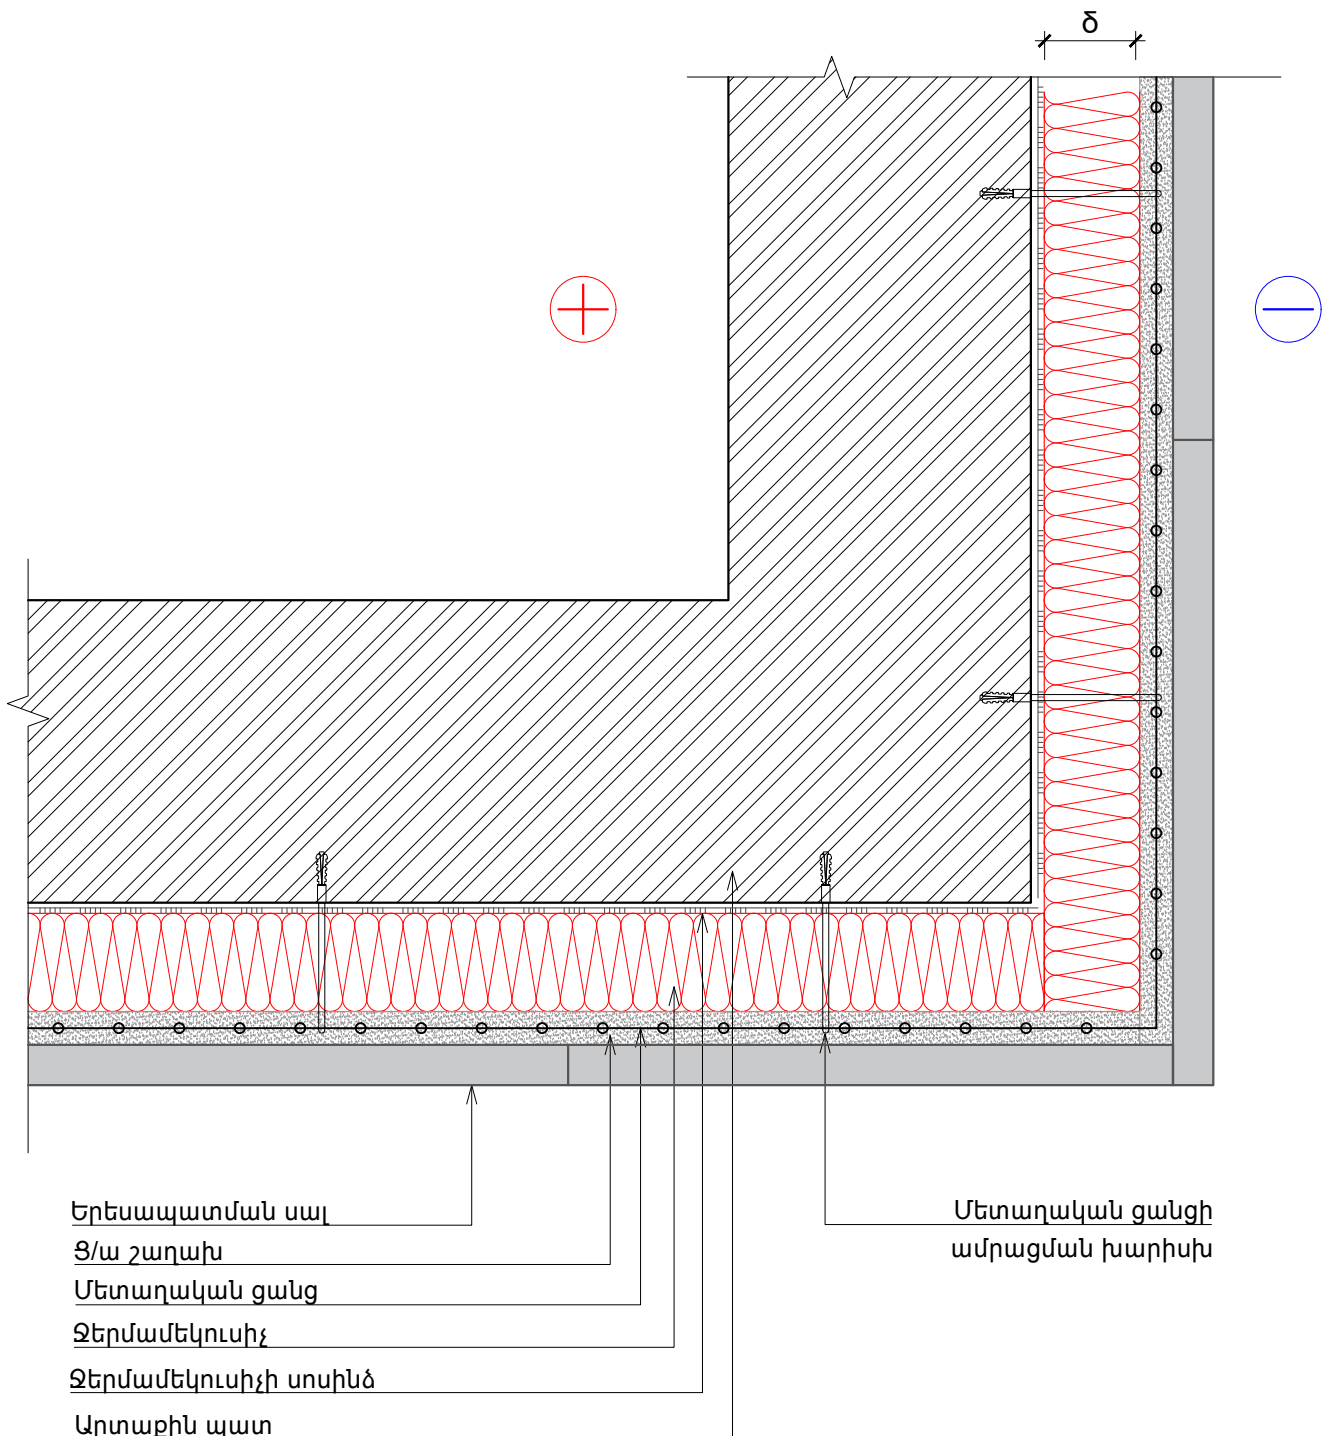 δ
Երեսապատման սալ
Ց/ա շաղախ
Մետաղական ցանց
Ջերմամեկուսիչ
Ջերմամեկուսիչի սոսինձ
Արտաքին պատ
Մետաղական ցանցի
ամրացման խարիսխ